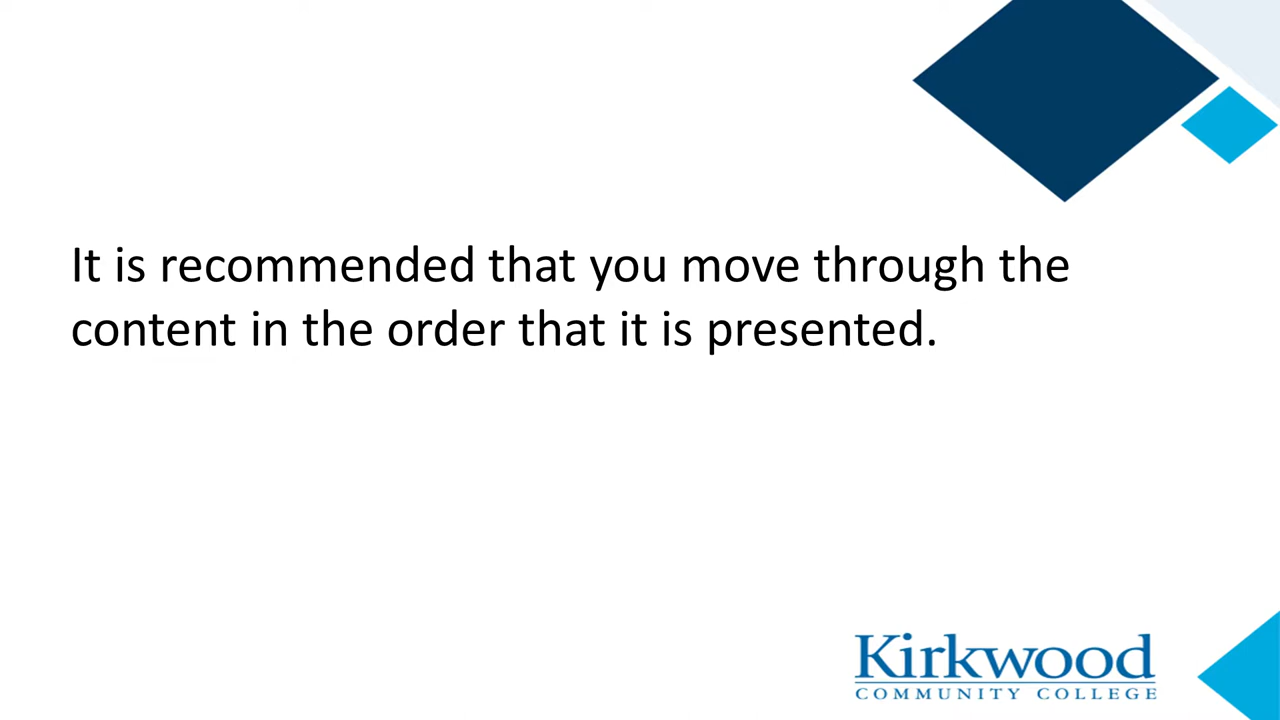 It is recommended that you move through the
content in the order that it is presented.
Kirkwood
COMMUNITY COLLEGE